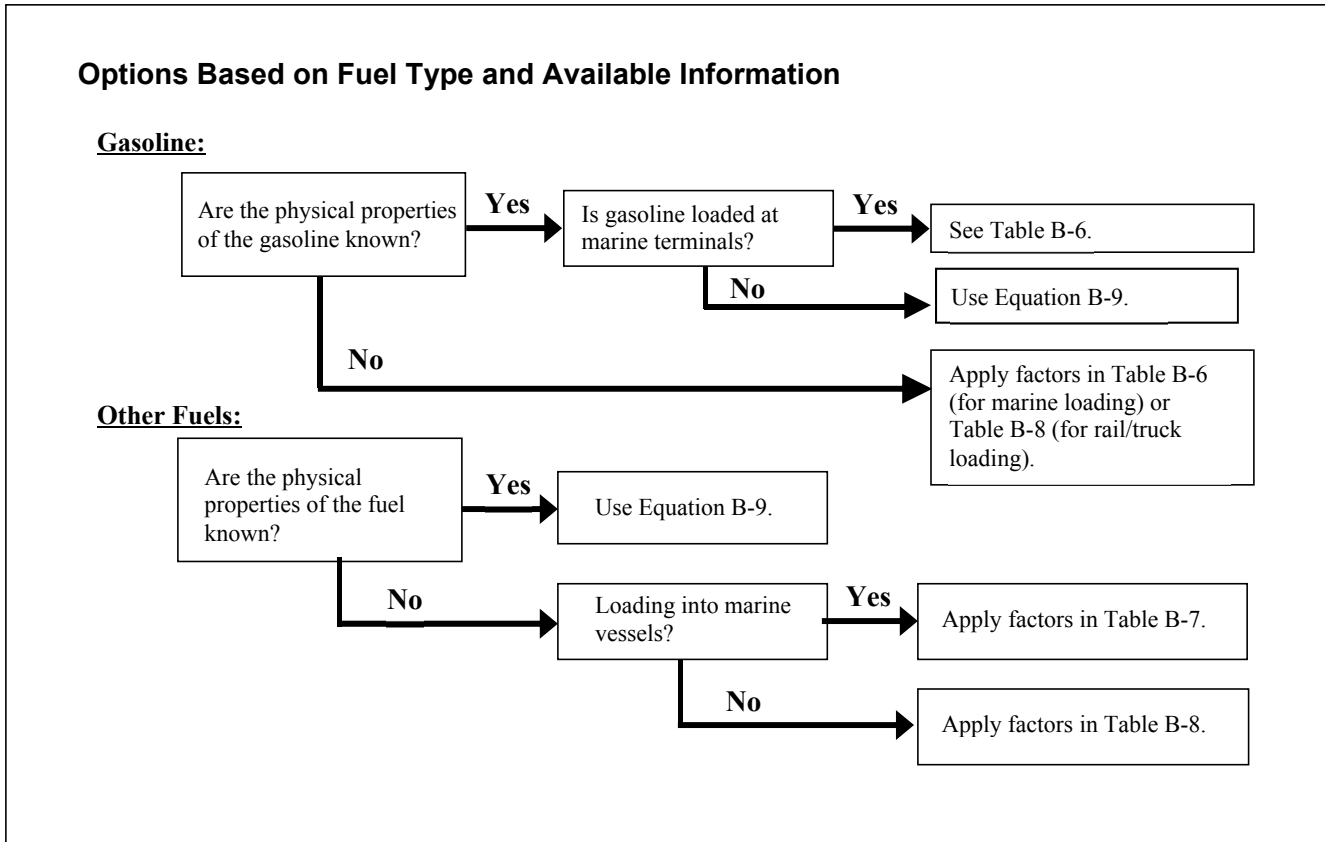 Options Based on Fuel Type and Available Information
Gasoline:
Are the physical properties
of the gasoline known?
Yes
Is gasoline loaded at
marine terminals?
Yes
See Table B-6.
No
Use Equation B-9.
No
Apply factors in Table B-6
(for marine loading) or
Table B-8 (for rail/truck
loading).
Other Fuels:
Are the physical
properties of the fuel
known?
Yes
Use Equation B-9.
No
Loading into marine
vessels?
Yes
Apply factors in Table B-7.
No
Apply factors in Table B-8.